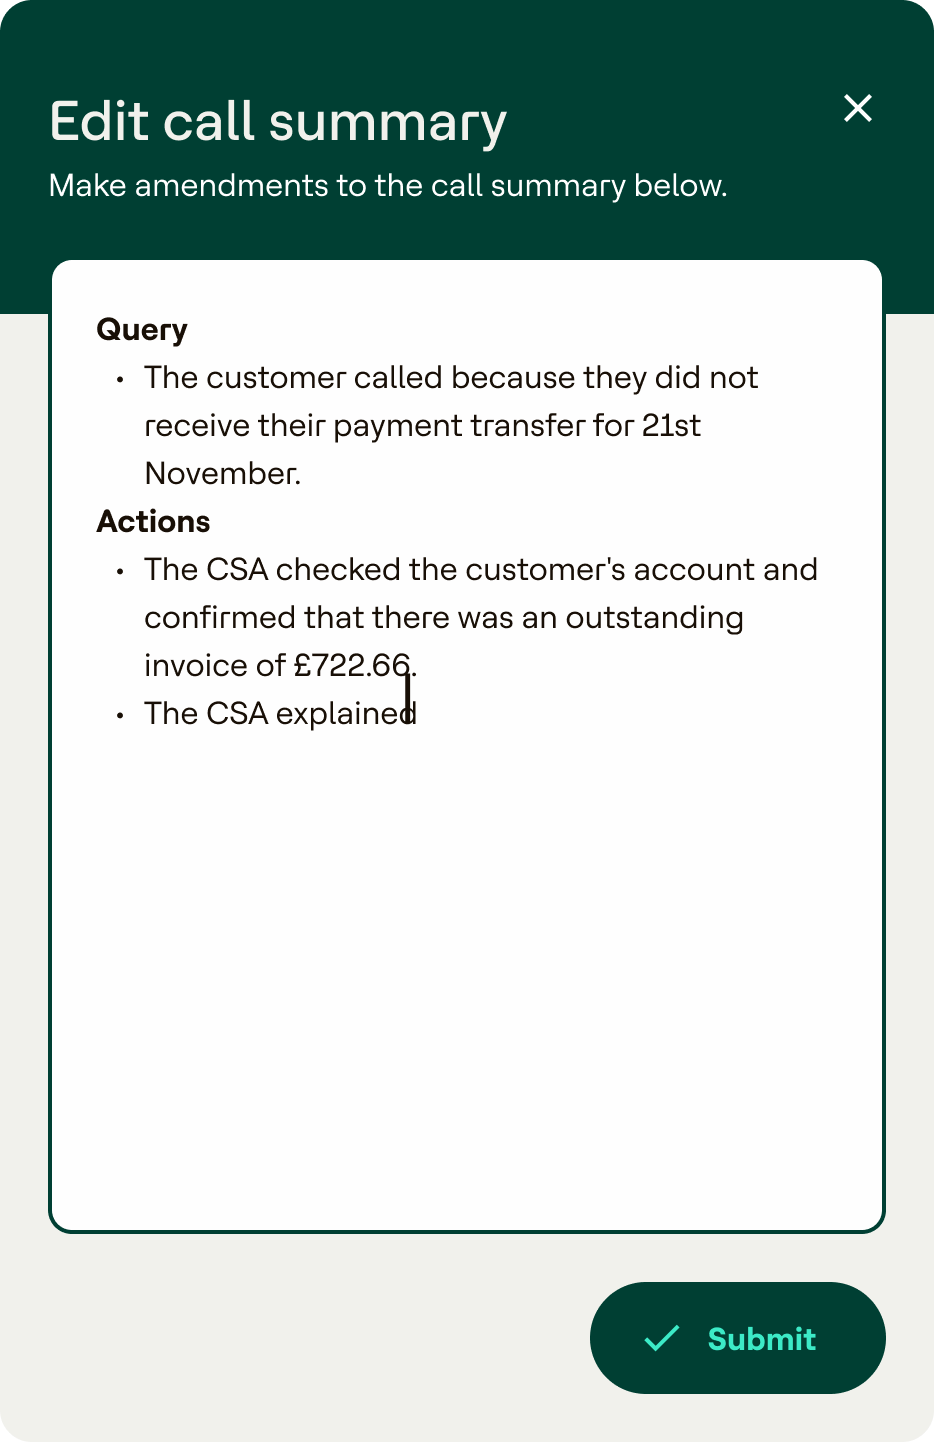 Edit call summary
Make amendments to the call summary below.
Query
• The customer called because they did not
receive their payment transfer for 21st
November.
Actions
• The CSA checked the customer's account and
confirmed that there was an outstanding
invoice of £722.66.
• The CSA explained
Submit